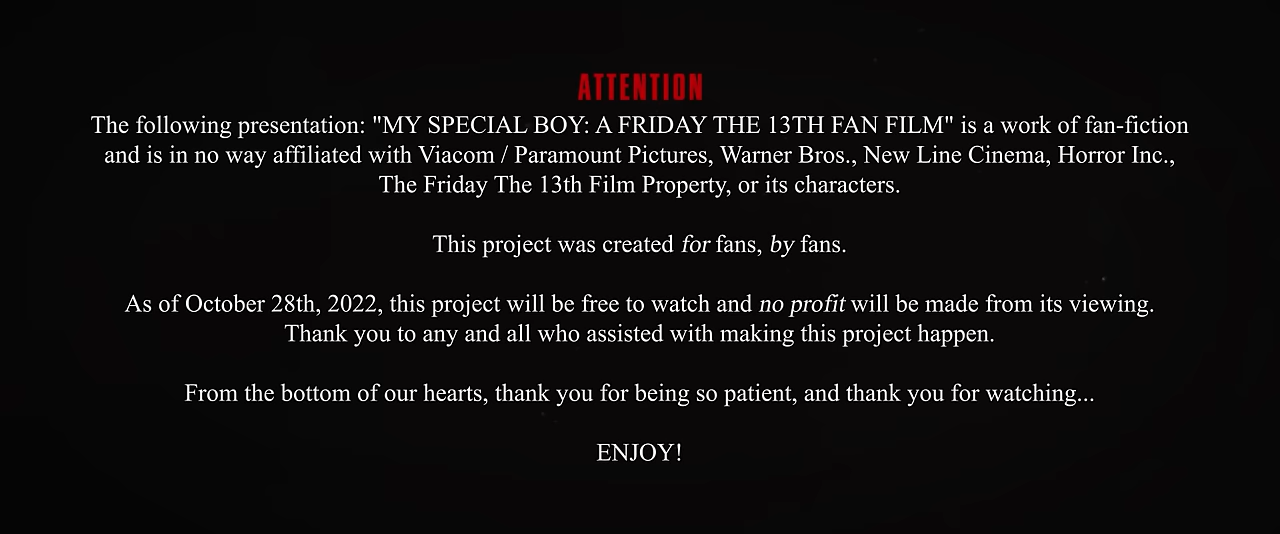 ATTENTION
The following presentation: "MY SPECIAL BOY: A FRIDAY THE 13TH FAN FILM" is a work of fan-fiction
and is in no way affiliated with Viacom / Paramount Pictures, Warner Bros., New Line Cinema, Horror Inc.,
The Friday The 13th Film Property, or its characters.
This project was created for fans, by fans.
As of October 28th, 2022, this project will be free to watch and no profit will be made from its viewing.
Thank you to any and all who assisted with making this project happen.
From the bottom of our hearts, thank you for being so patient, and thank you for watching...
ENJOY!